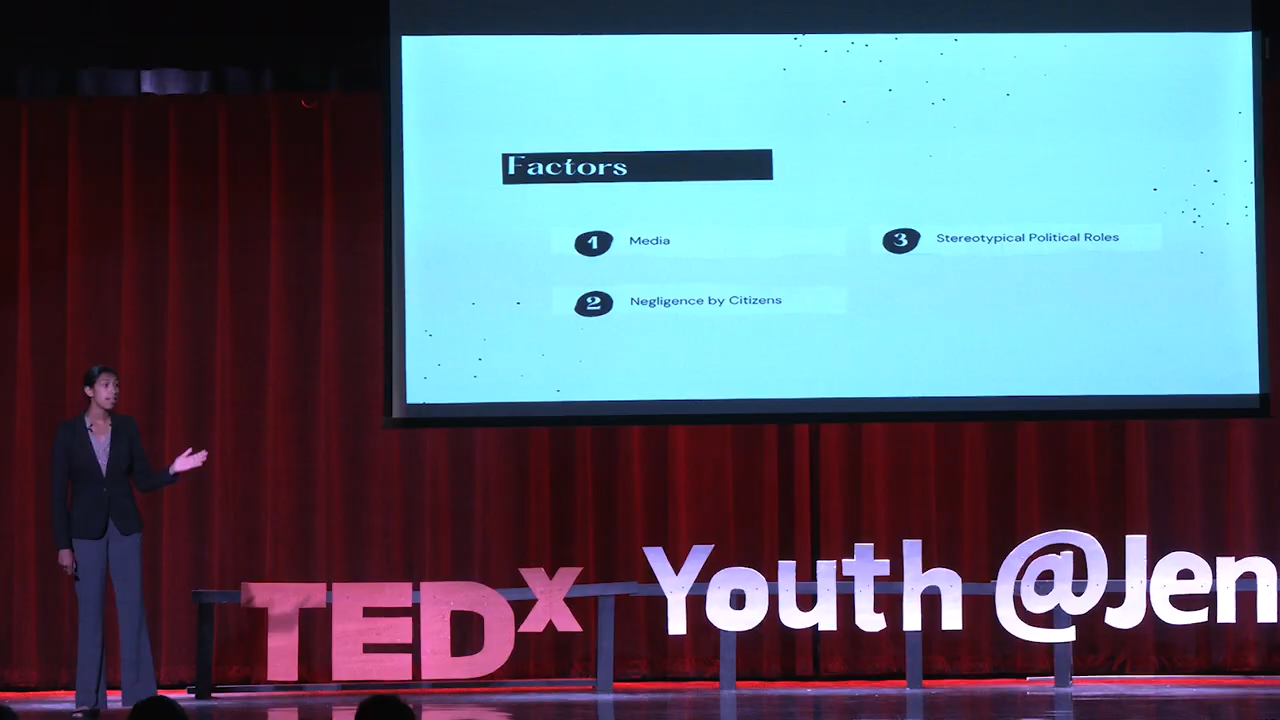 Factors
1 Media
2 Negligence by Citizens
3 Stereotypical Political Roles
TEDx Youth @Jen